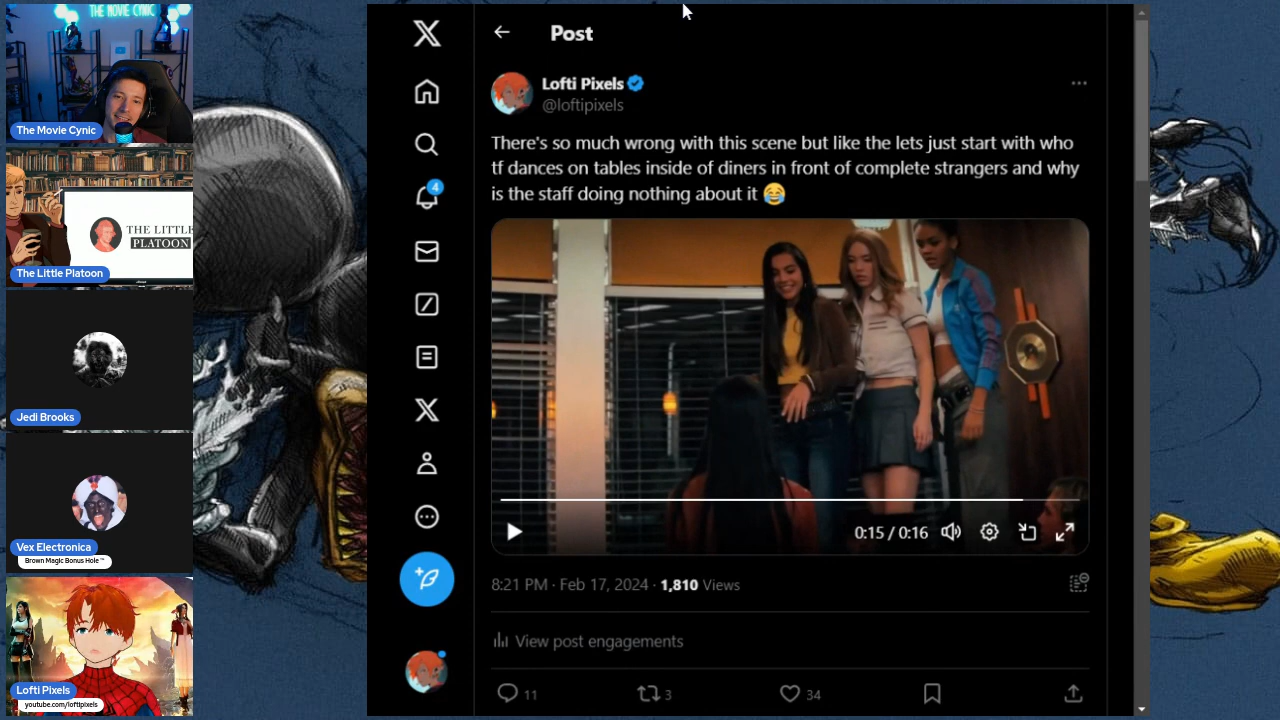 THE MOVIE CYNIC
The Movie Cynic
THE LITTLE
PLATOON
The Little Platoon
Jedi Brooks
Vex Electronica
Brown Magic Bonus Hole ™
Lofti Pixels
youtube.com/loftipixels
4
Post
Lofti Pixels
@loftipixels
There's so much wrong with this scene but like the lets just start with who
tf dances on tables inside of diners in front of complete strangers and why
is the staff doing nothing about it 😂
0:15 / 0:16
8:21 PM · Feb 17, 2024 · 1,810 Views
View post engagements
11 3 34